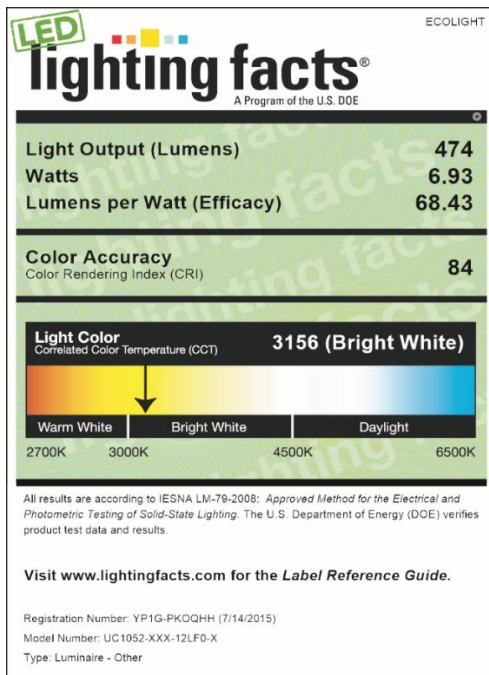 ECOLIGHT
LED
lighting facts®
A Program of the U.S. DOE
Light Output (Lumens) 474
Watts 6.93
Lumens per Watt (Efficacy) 68.43
Color Accuracy
Color Rendering Index (CRI) 84
Light Color
Correlated Color Temperature (CCT) 3156 (Bright White)
Warm White Bright White Daylight
2700K 3000K 4500K 6500K
All results are according to IESNA LM-79-2008: Approved Method for the Electrical and
Photometric Testing of Solid-State Lighting. The U.S. Department of Energy (DOE) verifies
product test data and results.
Visit www.lightingfacts.com for the Label Reference Guide.
Registration Number: YP1G-PKOQHH (7/14/2015)
Model Number: UC1052-XXX-12LF0-X
Type: Luminaire - Other